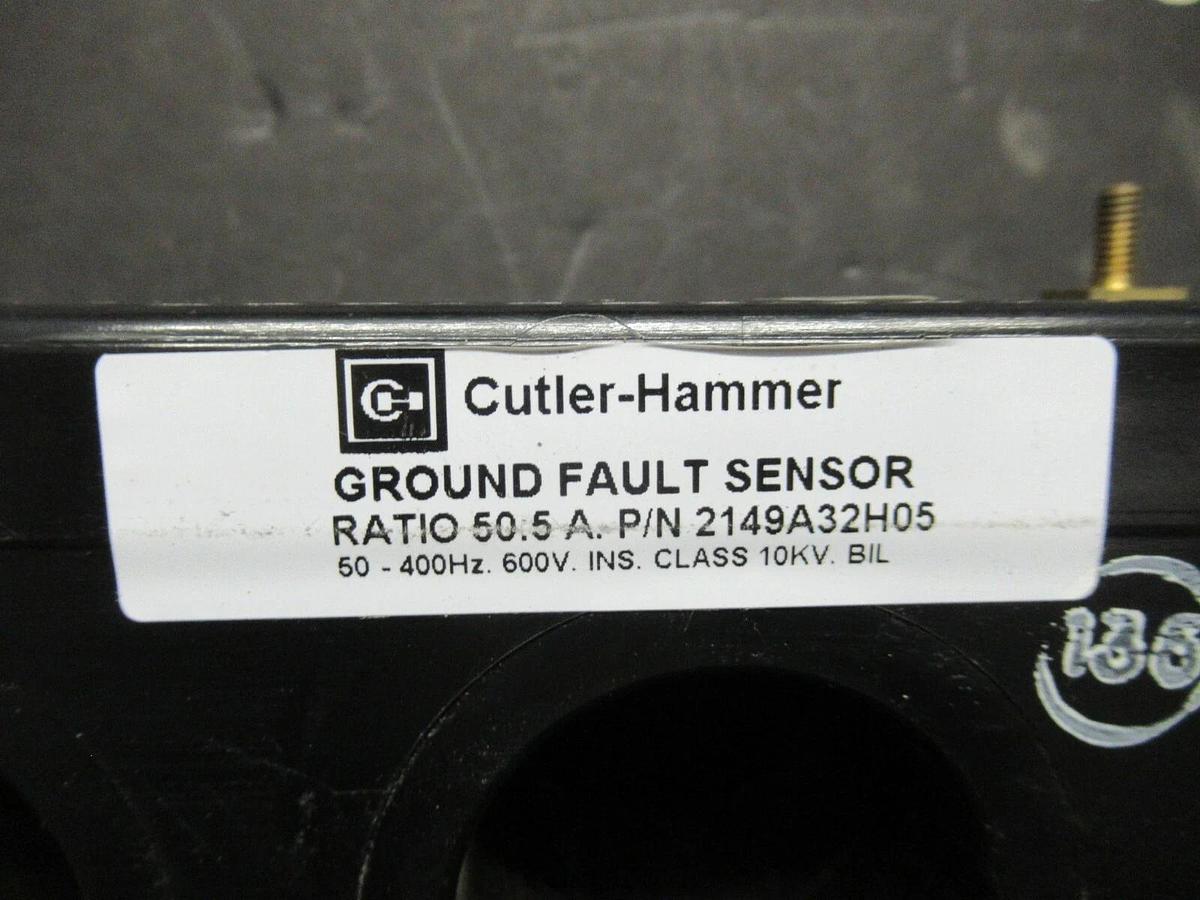 Cutler-Hammer
GROUND FAULT SENSOR
RATIO 50.5 A. P/N 2149A32H05
50 - 400Hz. 600V. INS. CLASS 10KV. BIL